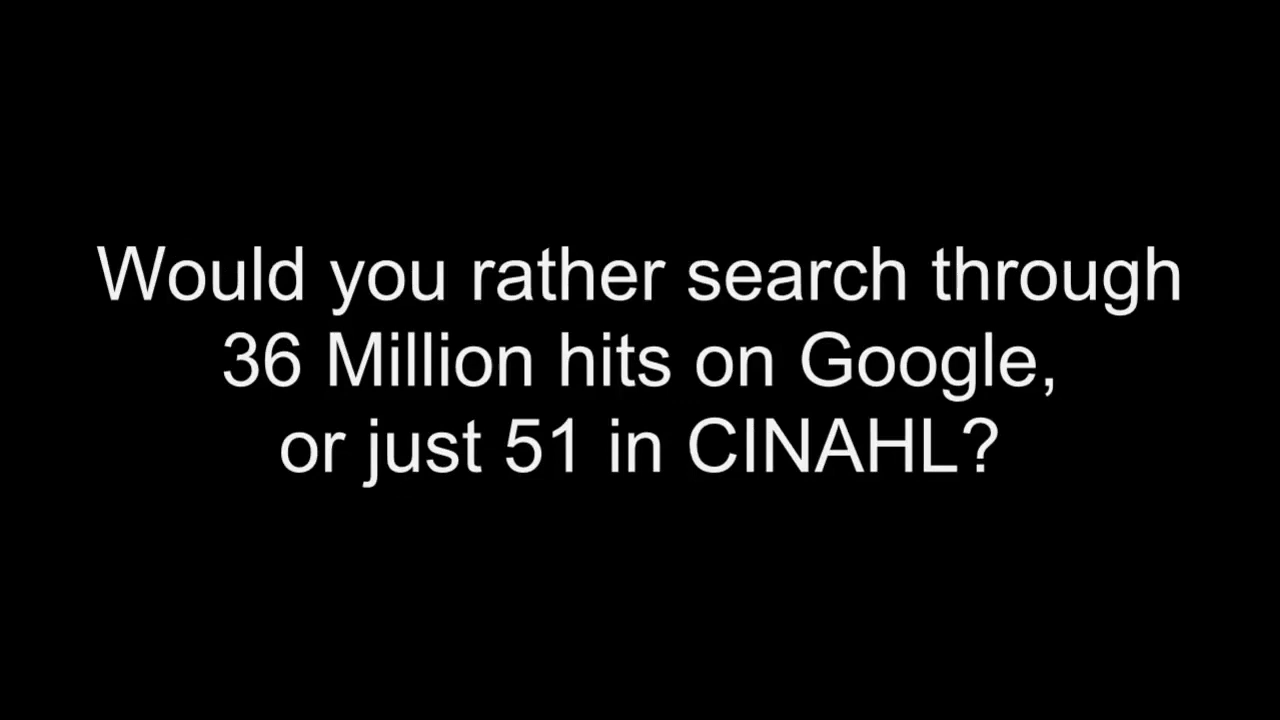 Would you rather search through
36 Million hits on Google,
or just 51 in CINAHL?